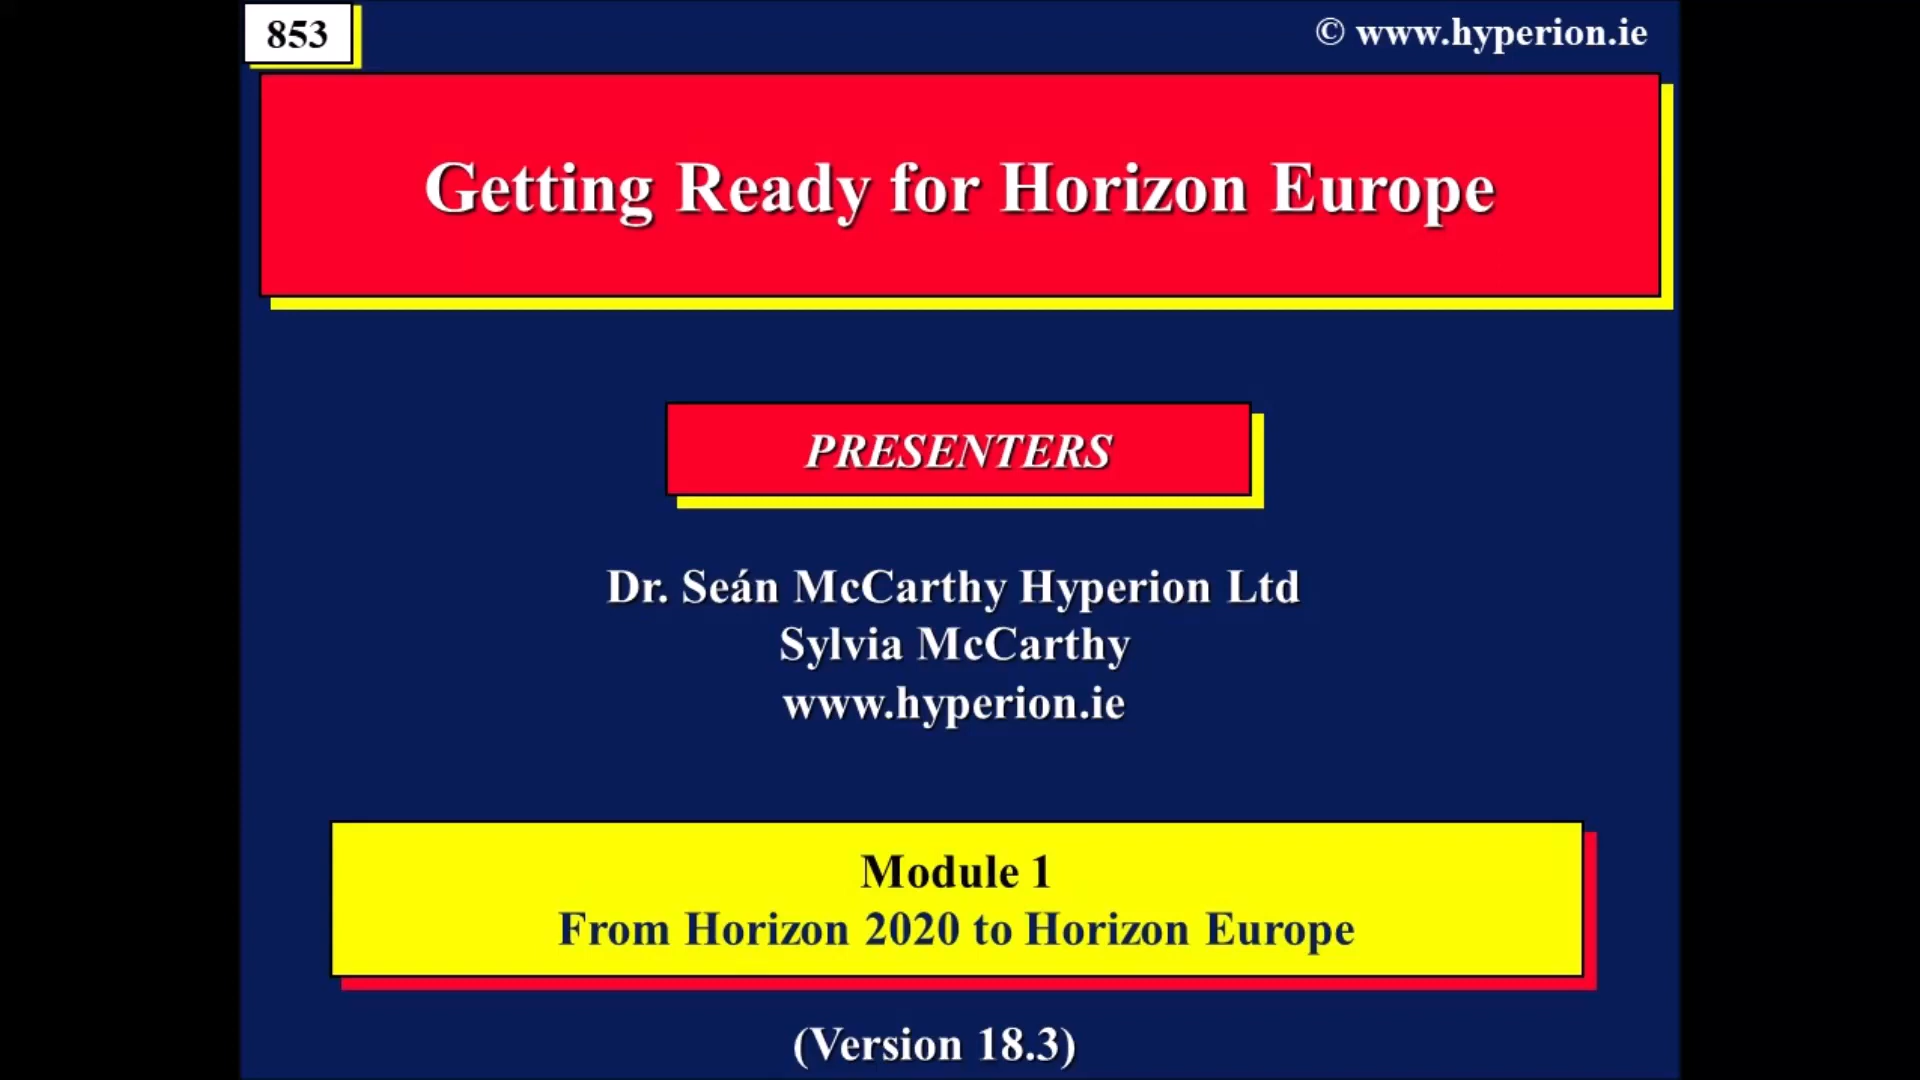 853
© www.hyperion.ie
Getting Ready for Horizon Europe
PRESENTERS
Dr. Seán McCarthy Hyperion Ltd
Sylvia McCarthy
www.hyperion.ie
Module 1
From Horizon 2020 to Horizon Europe
(Version 18.3)